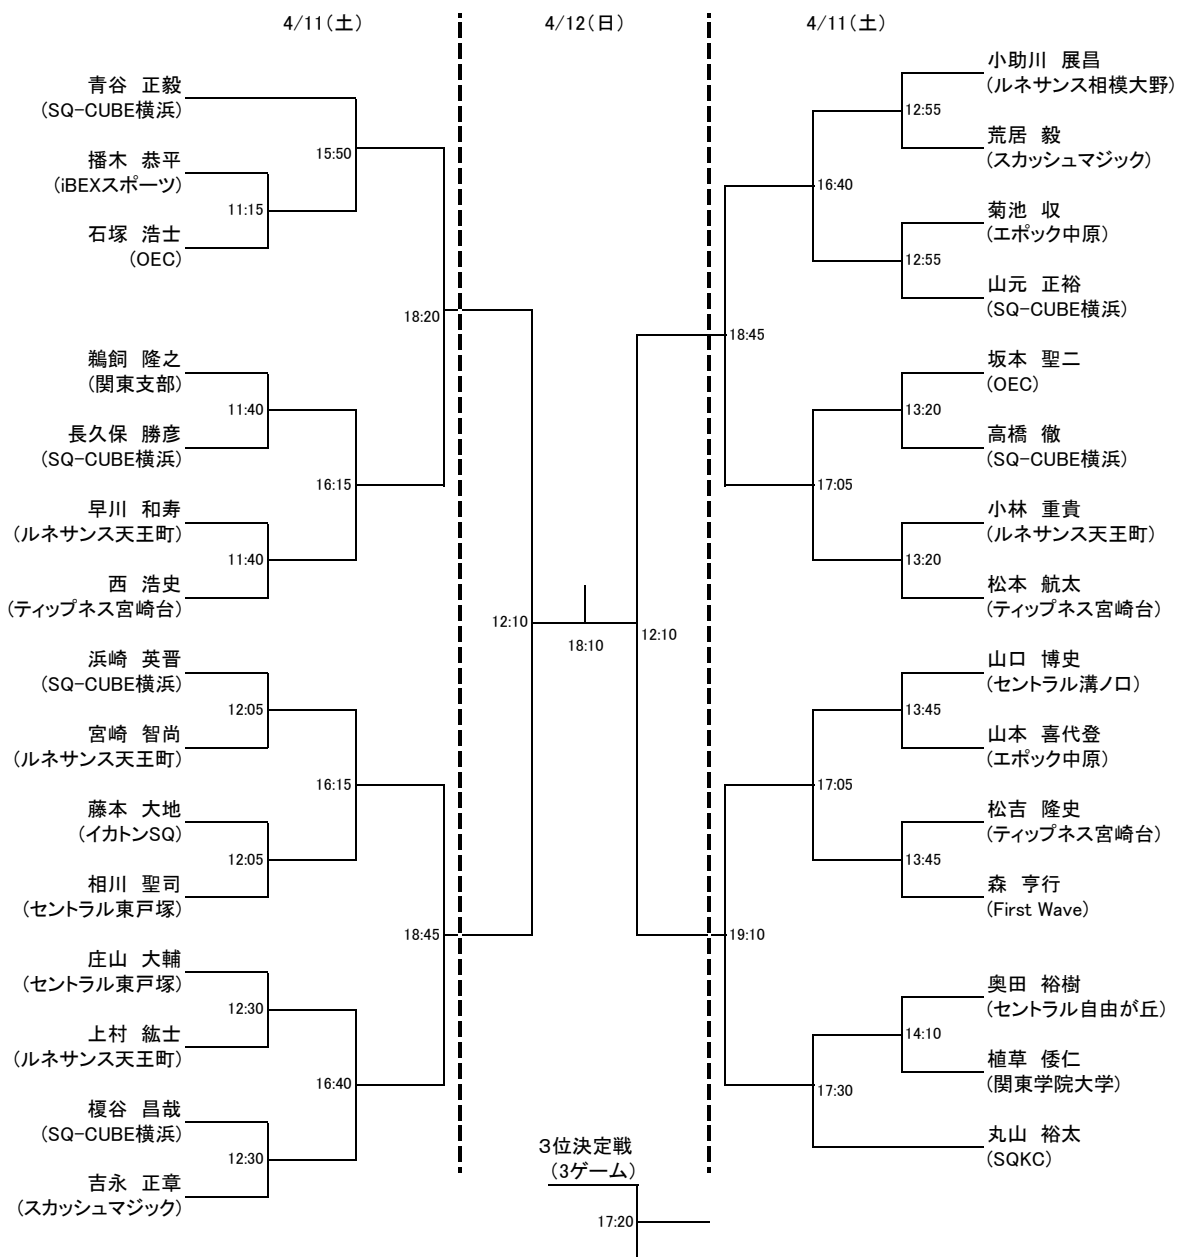 4/11(土)
4/12(日)
4/11(土)
青谷 正毅
(SQ-CUBE横浜)
15:50
播木 恭平
(iBEXスポーツ)
11:15
石塚 浩士
(OEC)
18:20
鵜飼 隆之
(関東支部)
11:40
長久保 勝彦
(SQ-CUBE横浜)
16:15
早川 和寿
(ルネサンス天王町)
11:40
西 浩史
(ティップネス宮崎台)
12:10
浜崎 英晋
(SQ-CUBE横浜)
12:05
宮崎 智尚
(ルネサンス天王町)
16:15
藤本 大地
(イカトンSQ)
12:05
相川 聖司
(セントラル東戸塚)
18:45
庄山 大輔
(セントラル東戸塚)
12:30
上村 紘士
(ルネサンス天王町)
16:40
榎谷 昌哉
(SQ-CUBE横浜)
12:30
吉永 正章
(スカッシュマジック)
18:10
3位決定戦
(3ゲーム)
17:20
小助川 展昌
(ルネサンス相模大野)
12:55
荒居 毅
(スカッシュマジック)
16:40
菊池 収
(エポック中原)
12:55
山元 正裕
(SQ-CUBE横浜)
18:45
坂本 聖二
(OEC)
13:20
高橋 徹
(SQ-CUBE横浜)
17:05
小林 重貴
(ルネサンス天王町)
13:20
松本 航太
(ティップネス宮崎台)
12:10
山口 博史
(セントラル溝ノ口)
13:45
山本 喜代登
(エポック中原)
17:05
松吉 隆史
(ティップネス宮崎台)
13:45
森 亨行
(First Wave)
19:10
奥田 裕樹
(セントラル自由が丘)
14:10
植草 倭仁
(関東学院大学)
17:30
丸山 裕太
(SQKC)